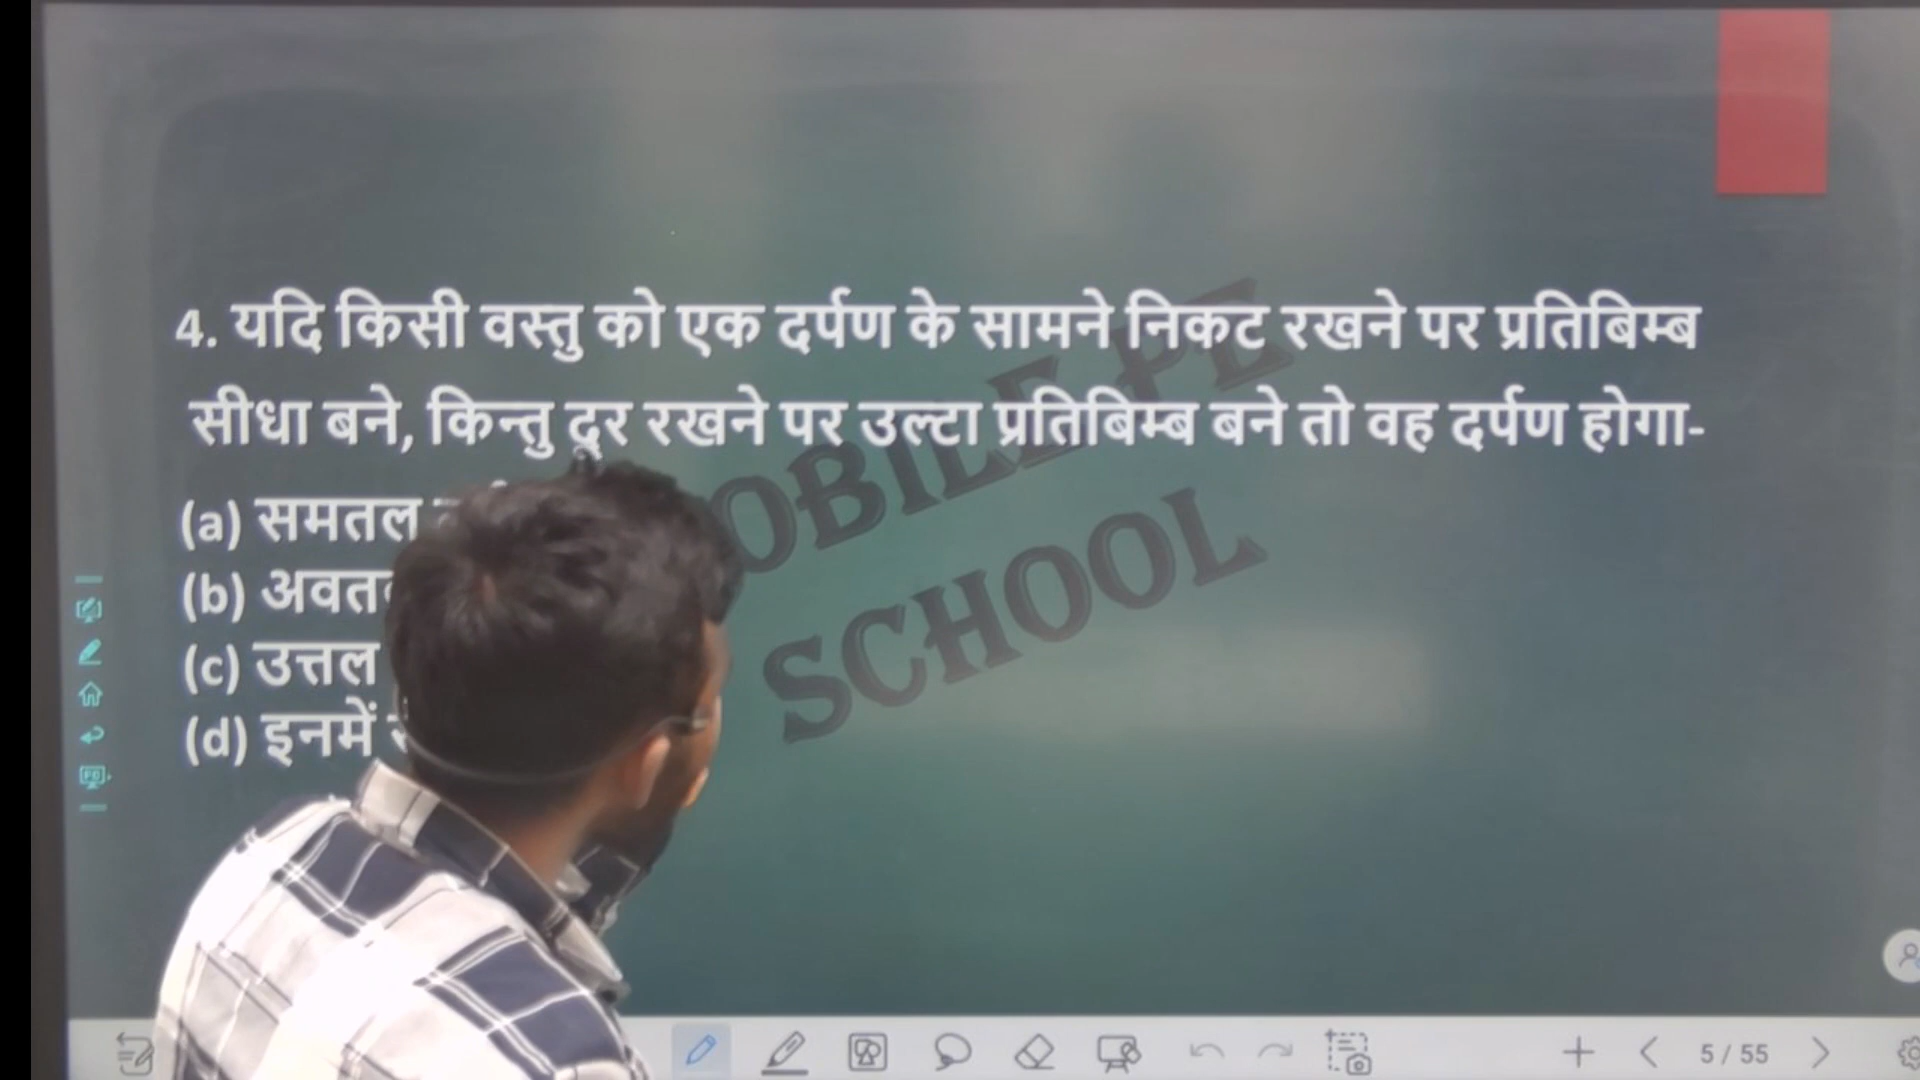 4. यदि किसी वस्तु को एक दर्पण के सामने निकट रखने पर प्रतिबिम्ब
सीधा बने, किन्तु दूर रखने पर उल्टा प्रतिबिम्ब बने तो वह दर्पण होगा-
(a) समतल
(b)
(c) उत्तल
(d) इनमें
PE
SCHOOL
5 / 55